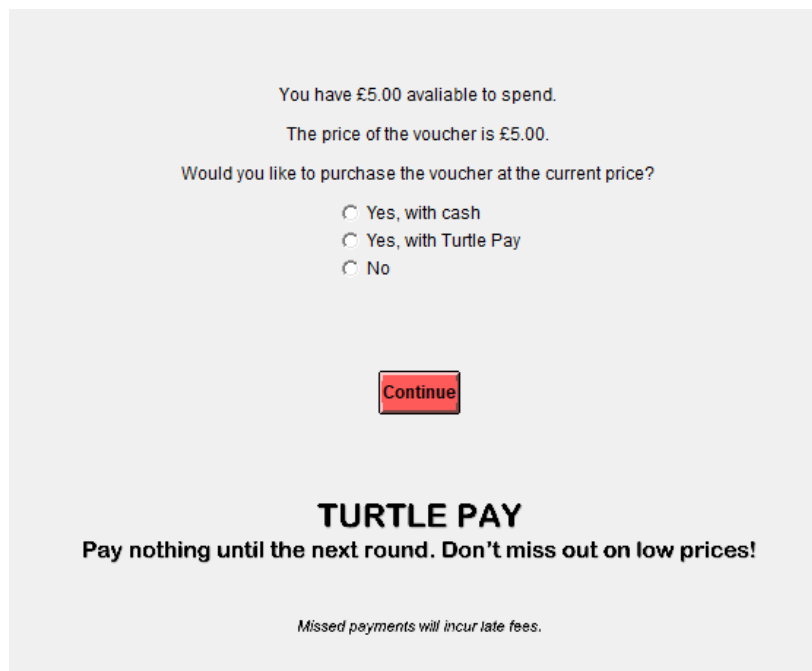 You have £5.00 avaliable to spend.
The price of the voucher is £5.00.
Would you like to purchase the voucher at the current price?
Yes, with cash
Yes, with Turtle Pay
No
Continue
TURTLE PAY
Pay nothing until the next round. Don't miss out on low prices!
Missed payments will incur late fees.